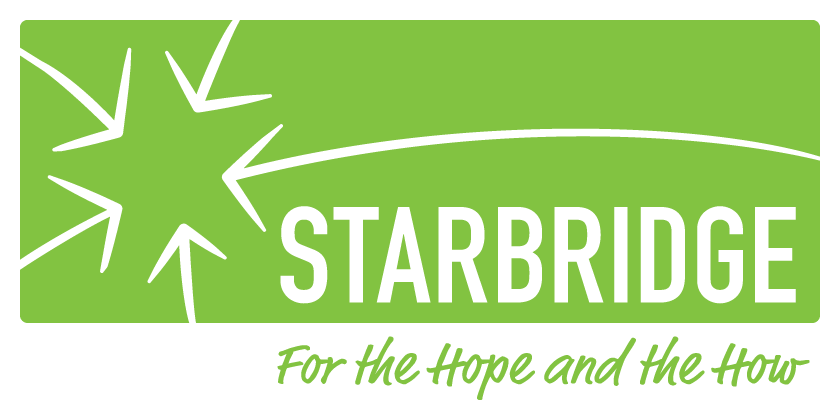 STARBRIDGE
For the Hope and the How